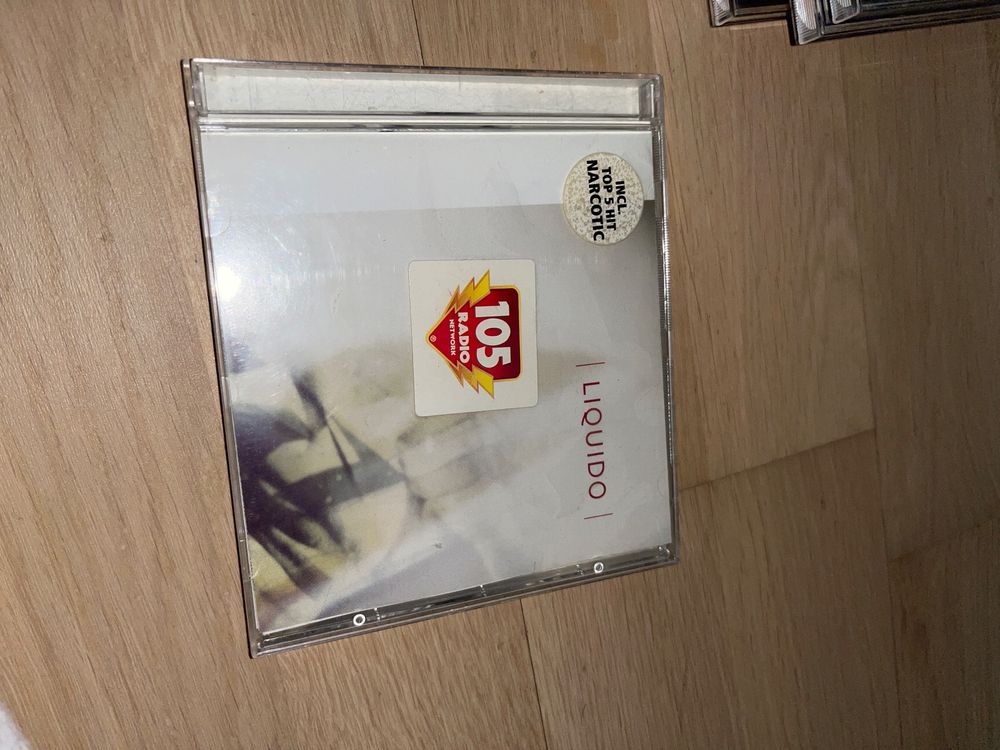 INCL.
TOP 5 HIT
NARCOTIC
| LIQUIDO |
105
RADIO
NETWORK
®